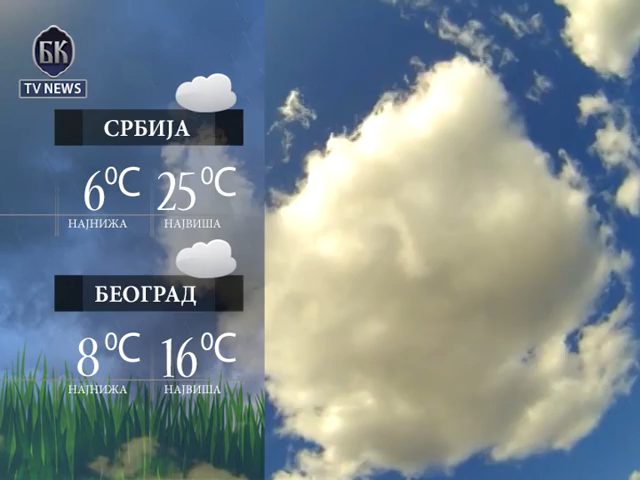 БК
TV NEWS
СРБИЈА
6°C 25°C
НАЈНИЖА НАЈВИША
БЕОГРАД
8°C 16°C
НАЈНИЖА НАЈВИША